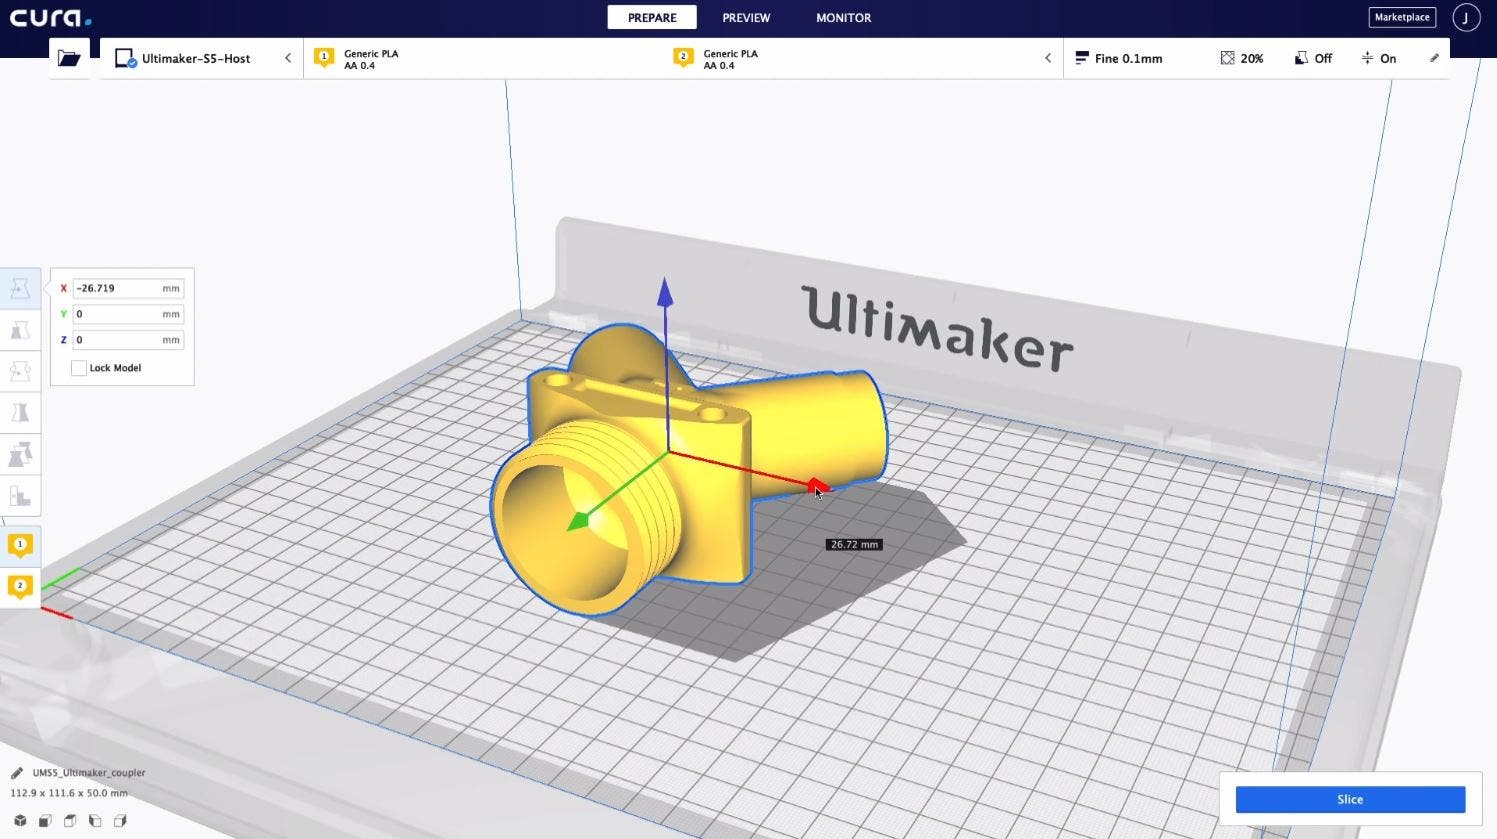 cura.
PREPARE
PREVIEW
MONITOR
Marketplace
J
Ultimaker-S5-Host
1
Generic PLA
AA 0.4
2
Generic PLA
AA 0.4
Fine 0.1mm
20%
Off
On
Ultimaker
X -26.719 mm
Y 0 mm
Z 0 mm
Lock Model
26.72 mm
1
2
UMS5_Ultimaker_coupler
112.9 x 111.6 x 50.0 mm
Slice